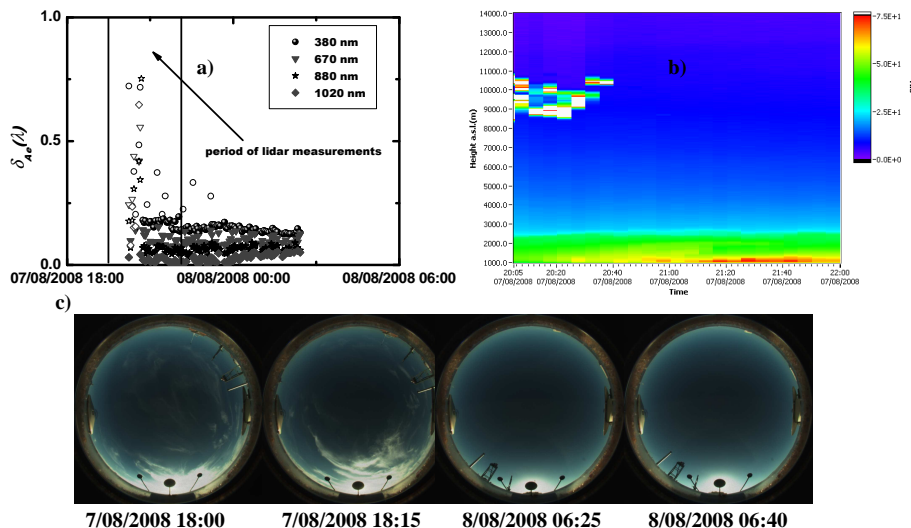 1.0
0.5
0.0
δAe(λ)
a)
380 nm
670 nm
880 nm
1020 nm
period of lidar measurements
07/08/2008 18:00
08/08/2008 00:00
08/08/2008 06:00
b)
Height a.s.l.(m)
14000.0
13000.0
12000.0
11000.0
10000.0
9000.0
8000.0
7000.0
6000.0
5000.0
4000.0
3000.0
2000.0
1000.0
20:05 20:20 20:40 21:00 21:20 21:40 22:00
07/08/2008 07/08/2008 07/08/2008 07/08/2008 07/08/2008 07/08/2008 07/08/2008
Time
7.5E+1
5.0E+1
2.5E+1
0.0E+0
c)
7/08/2008 18:00 7/08/2008 18:15 8/08/2008 06:25 8/08/2008 06:40